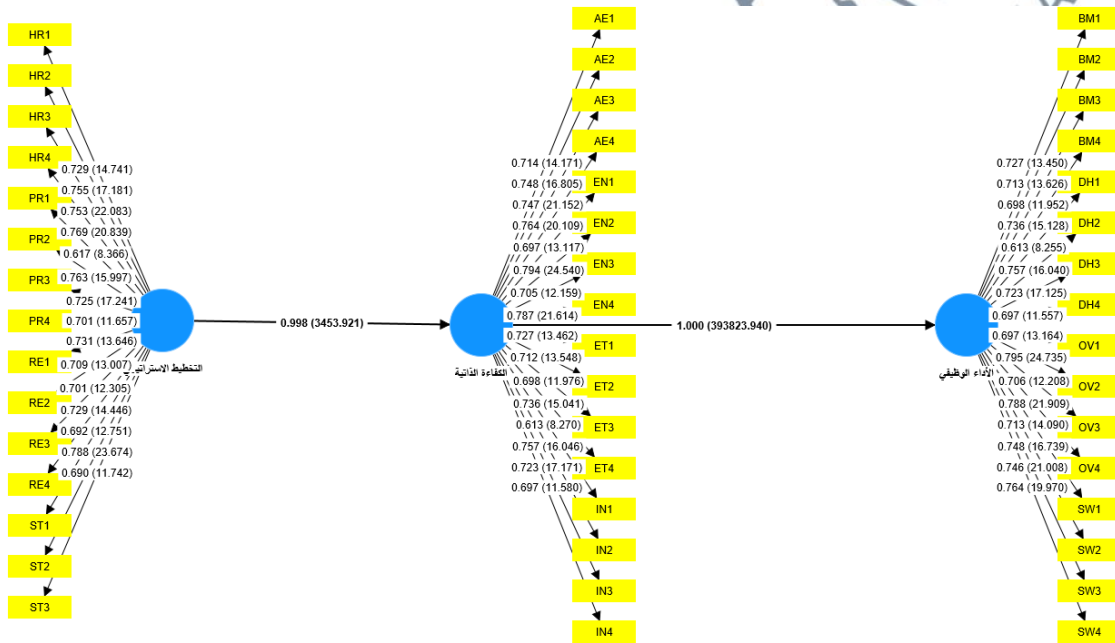 HR1
HR2
HR3
HR4
PR1
PR2
PR3
PR4
RE1
RE2
RE3
RE4
ST1
ST2
ST3
0.729 (14.741)
0.755 (17.181)
0.753 (22.083)
0.769 (20.839)
0.617 (8.366)
0.763 (15.997)
0.725 (17.241)
0.701 (11.657)
0.731 (13.646)
0.709 (13.007)
0.701 (12.305)
0.729 (14.446)
0.692 (12.751)
0.788 (23.674)
0.690 (11.742)
التخطيط
0.998 (3453.921)
AE1
AE2
AE3
AE4
EN1
EN2
EN3
EN4
ET1
ET2
ET3
ET4
IN1
IN2
IN3
IN4
0.714 (14.171)
0.748 (16.805)
0.747 (21.152)
0.764 (20.109)
0.697 (13.117)
0.794 (24.540)
0.705 (12.159)
0.787 (21.614)
0.727 (13.462)
0.712 (13.548)
0.698 (11.976)
0.736 (15.041)
0.613 (8.270)
0.757 (16.046)
0.723 (17.171)
0.697 (11.580)
الكفاءة الذاتية
1.000 (393823.940)
BM1
BM2
BM3
BM4
DH1
DH2
DH3
DH4
OV1
OV2
OV3
OV4
SW1
SW2
SW3
SW4
0.727 (13.450)
0.713 (13.626)
0.698 (11.952)
0.736 (15.128)
0.613 (8.255)
0.757 (16.040)
0.723 (17.125)
0.697 (11.557)
0.697 (13.164)
0.795 (24.735)
0.706 (12.208)
0.788 (21.909)
0.713 (14.090)
0.748 (16.739)
0.746 (21.008)
0.764 (19.970)
الأداء الوظيفي